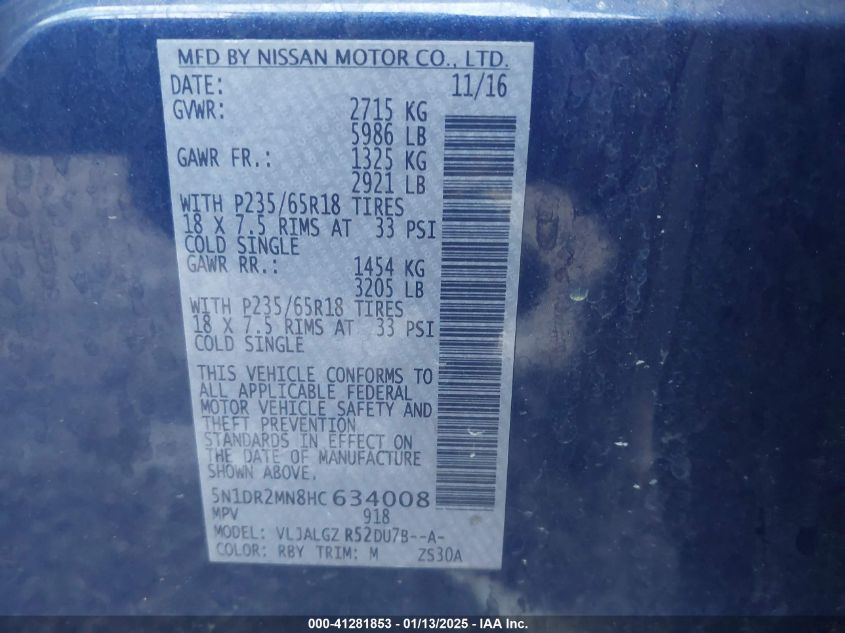 MFD BY NISSAN MOTOR CO., LTD.
DATE: 11/16
GVWR: 2715 KG
5986 LB
GAWR FR.: 1325 KG
2921 LB
WITH P235/65R18 TIRES
18 X 7.5 RIMS AT 33 PSI
COLD SINGLE
GAWR RR.: 1454 KG
3205 LB
WITH P235/65R18 TIRES
18 X 7.5 RIMS AT 33 PSI
COLD SINGLE
THIS VEHICLE CONFORMS TO
ALL APPLICABLE FEDERAL
MOTOR VEHICLE SAFETY AND
THEFT PREVENTION
STANDARDS IN EFFECT ON
THE DATE OF MANUFACTURE
SHOWN ABOVE.
5N1DR2MN8HC634008
MPV 918
MODEL: VLJALGZ R52DU7B--A-
COLOR: RBY TRIM: M ZS30A
000-41281853 — 01/13/2025 - IAAI.COM